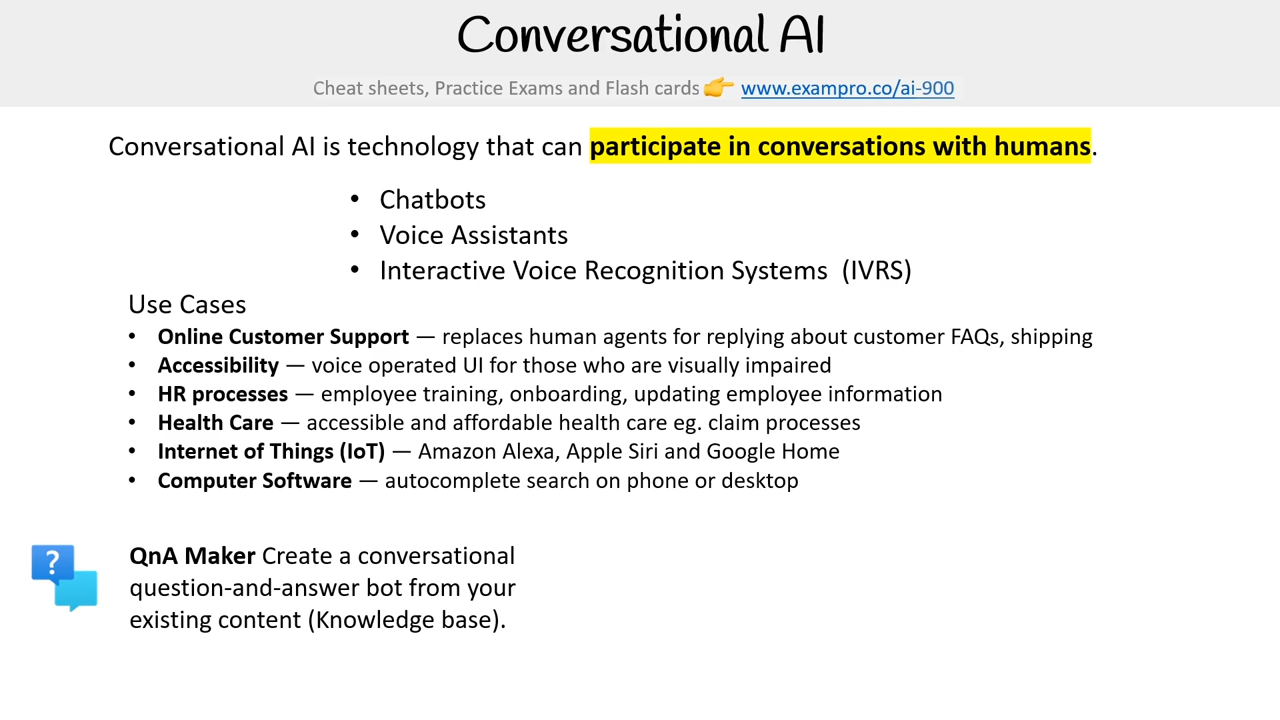 Conversational AI
Cheat sheets, Practice Exams and Flash cards 👉 www.exampro.co/ai-900
Conversational AI is technology that can participate in conversations with humans.
• Chatbots
• Voice Assistants
• Interactive Voice Recognition Systems (IVRS)
Use Cases
• Online Customer Support — replaces human agents for replying about customer FAQs, shipping
• Accessibility — voice operated UI for those who are visually impaired
• HR processes — employee training, onboarding, updating employee information
• Health Care — accessible and affordable health care eg. claim processes
• Internet of Things (IoT) — Amazon Alexa, Apple Siri and Google Home
• Computer Software — autocomplete search on phone or desktop
?
QnA Maker Create a conversational
question-and-answer bot from your
existing content (Knowledge base).